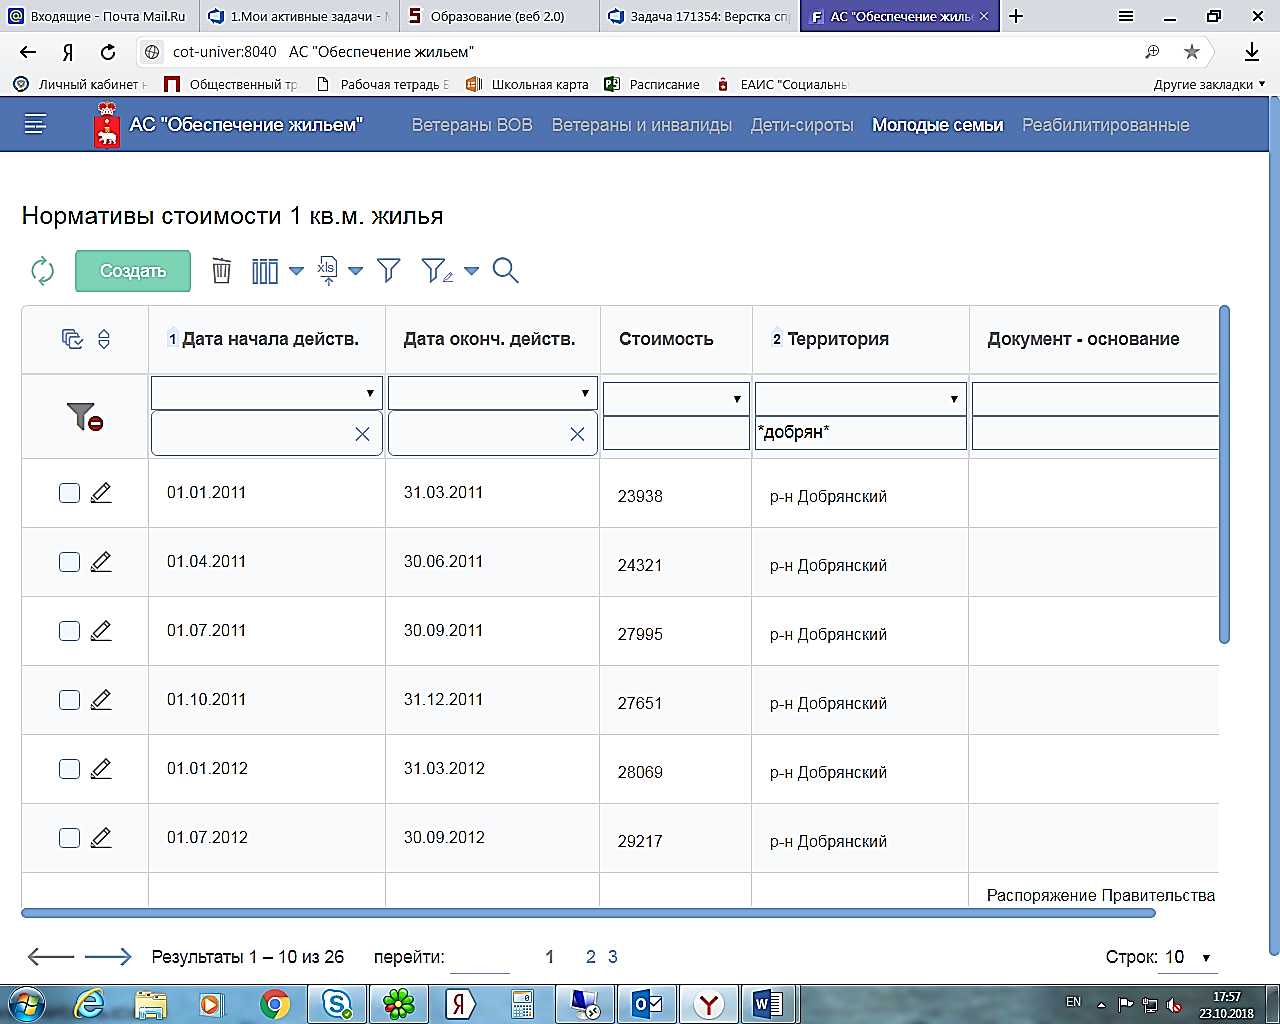 Входящие - Почта Mail.Ru
1.Мои активные задачи -
Образование (веб 2.0)
Задача 171354: Верстка
АС "Обеспечение
cot-univer:8040 АС "Обеспечение жильем"
Личный кабинет
Общественный
Рабочая тетрадь
Школьная карта
Расписание
ЕАИС "Социальны
Другие закладки
АС "Обеспечение жильем"
Ветераны ВОВ Ветераны и инвалиды Дети-сироты Молодые семьи Реабилитированные
Нормативы стоимости 1 кв.м. жилья
Создать xls
1 Дата начала действ. Дата оконч. действ. Стоимость 2 Территория Документ - основание
*добрян*
01.01.2011 31.03.2011 23938 р-н Добрянский
01.04.2011 30.06.2011 24321 р-н Добрянский
01.07.2011 30.09.2011 27995 р-н Добрянский
01.10.2011 31.12.2011 27651 р-н Добрянский
01.01.2012 31.03.2012 28069 р-н Добрянский
01.07.2012 30.09.2012 29217 р-н Добрянский
Распоряжение Правительства
Результаты 1 – 10 из 26 перейти: 1 2 3 Строк: 10
EN 17:57
23.10.2018